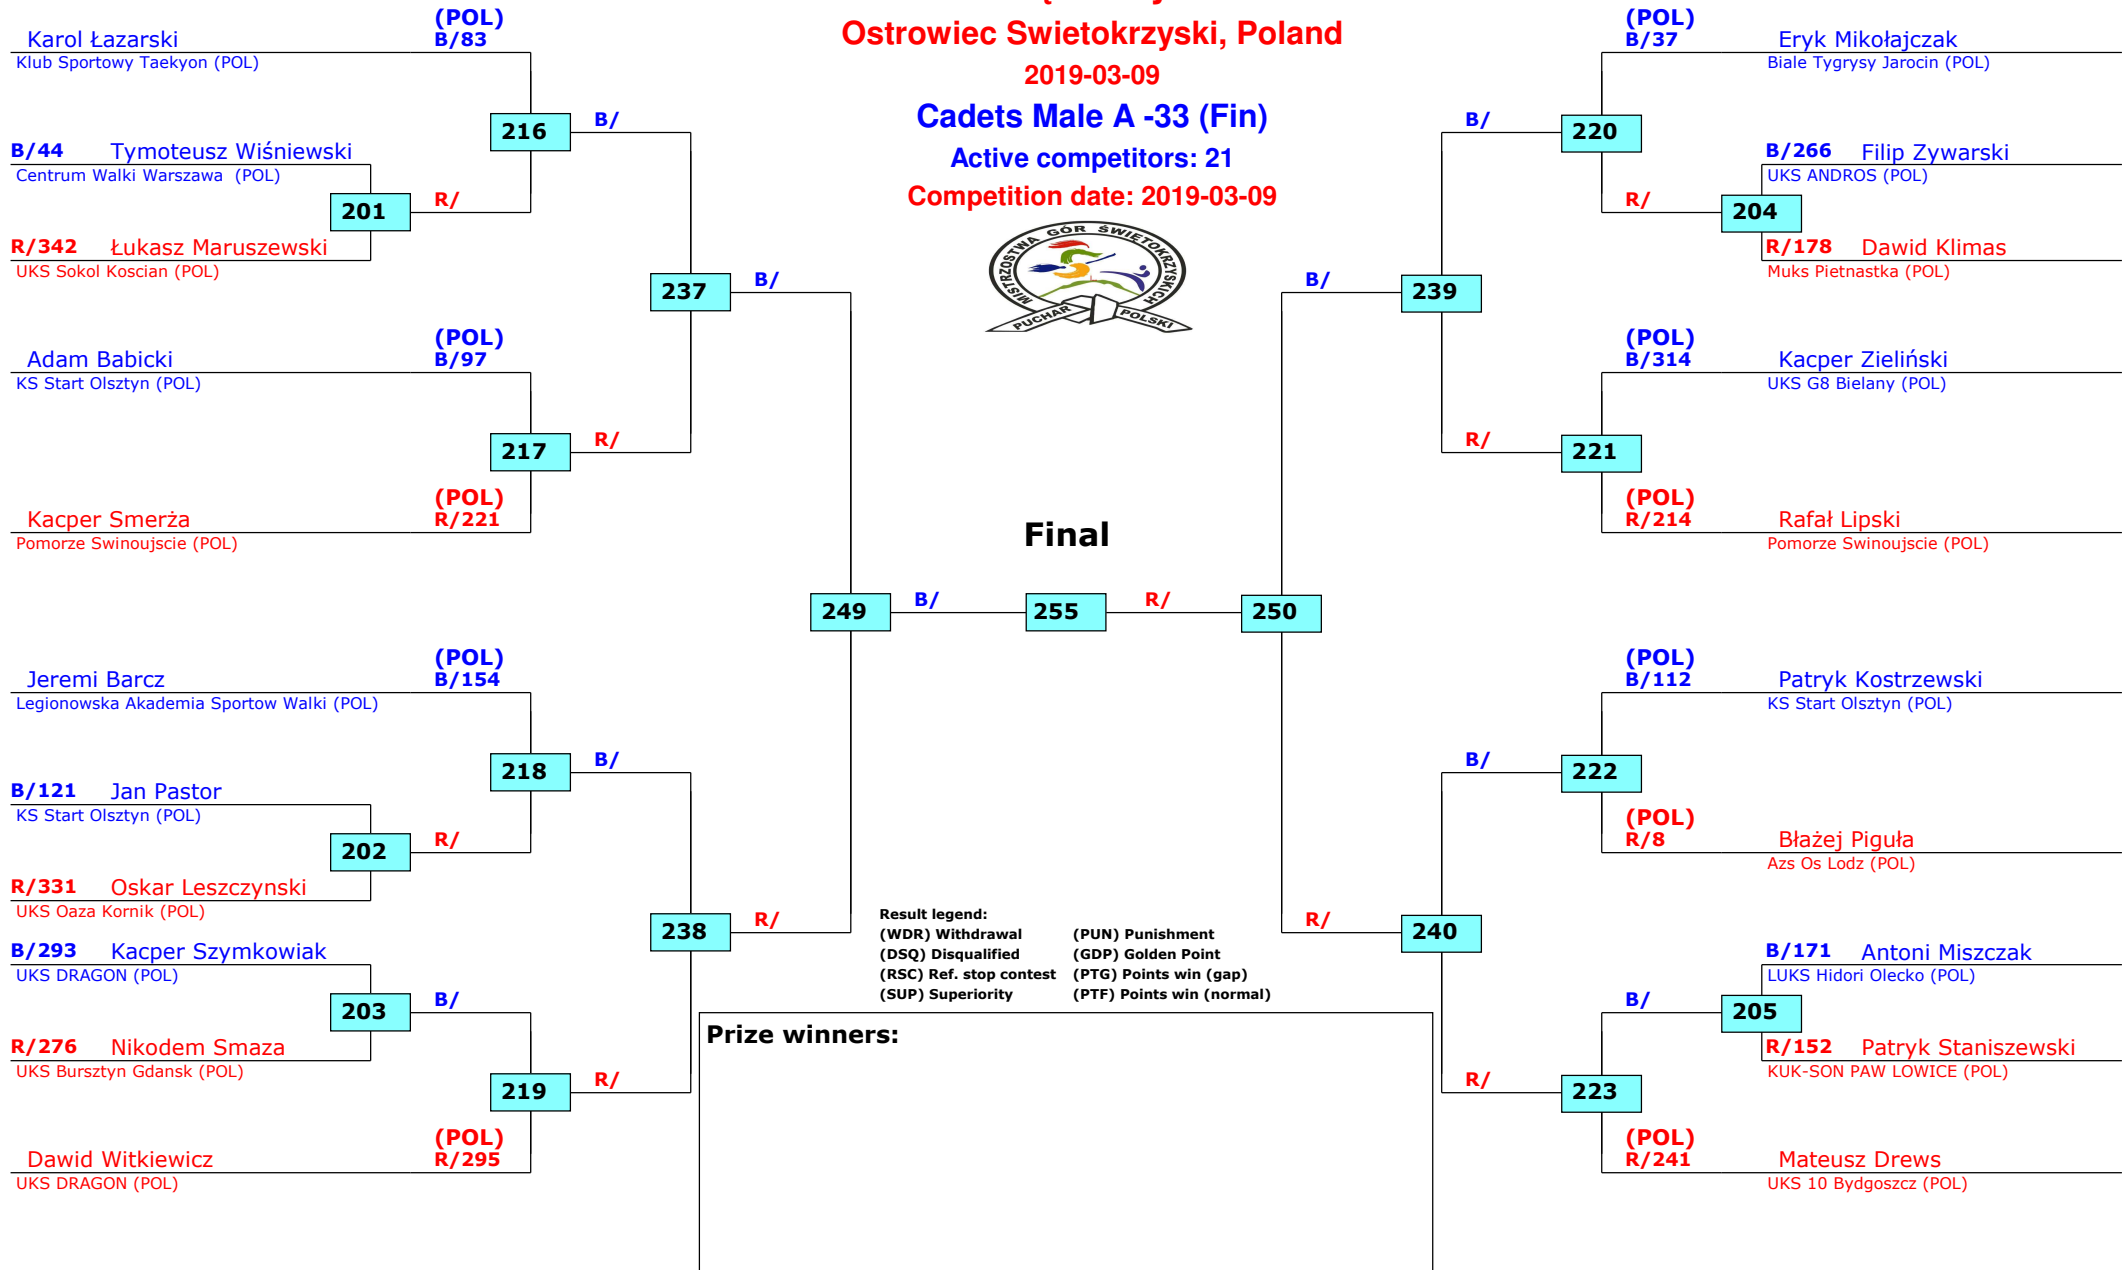 Ostrowiec Swietokrzyski, Poland
2019-03-09
Cadets Male A -33 (Fin)
Active competitors: 21
Competition date: 2019-03-09
MISTRZOSTWA GÓR ŚWIETOKRZYSKICH
PUCHAR POLSKI
(POL)
Karol Łazarski B/83
Klub Sportowy Taekyon (POL)
216 B/
B/44 Tymoteusz Wiśniewski
Centrum Walki Warszawa (POL)
201 R/
R/342 Łukasz Maruszewski
UKS Sokol Koscian (POL)
237 B/
(POL)
Adam Babicki B/97
KS Start Olsztyn (POL)
217 R/
(POL)
Kacper Smerża R/221
Pomorze Swinoujscie (POL)
249 B/
(POL)
Jeremi Barcz B/154
Legionowska Akademia Sportow Walki (POL)
218 B/
B/121 Jan Pastor
KS Start Olsztyn (POL)
202 R/
R/331 Oskar Leszczynski
UKS Oaza Kornik (POL)
238 R/
B/293 Kacper Szymkowiak
UKS DRAGON (POL)
203 B/
R/276 Nikodem Smaza
UKS Bursztyn Gdansk (POL)
219 R/
(POL)
Dawid Witkiewicz R/295
UKS DRAGON (POL)
Final
255
(POL)
B/37 Eryk Mikołajczak
Biale Tygrysy Jarocin (POL)
B/ 220
B/266 Filip Zywarski
UKS ANDROS (POL)
R/ 204
R/178 Dawid Klimas
Muks Pietnastka (POL)
B/ 239
(POL)
B/314 Kacper Zieliński
UKS G8 Bielany (POL)
R/ 221
(POL)
R/214 Rafał Lipski
Pomorze Swinoujscie (POL)
R/ 250
(POL)
B/112 Patryk Kostrzewski
KS Start Olsztyn (POL)
B/ 222
(POL)
R/8 Błażej Piguła
Azs Os Lodz (POL)
R/ 240
B/171 Antoni Miszczak
LUKS Hidori Olecko (POL)
B/ 205
R/152 Patryk Staniszewski
KUK-SON PAW LOWICE (POL)
R/ 223
(POL)
R/241 Mateusz Drews
UKS 10 Bydgoszcz (POL)
Result legend:
(WDR) Withdrawal (PUN) Punishment
(DSQ) Disqualified (GDP) Golden Point
(RSC) Ref. stop contest (PTG) Points win (gap)
(SUP) Superiority (PTF) Points win (normal)
Prize winners: